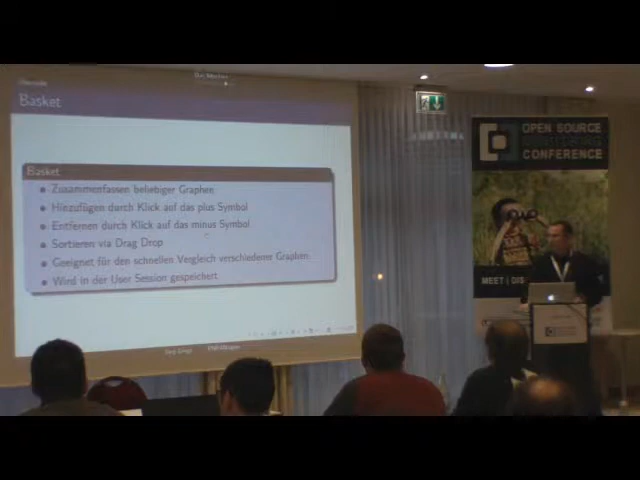 Basket
Basket
Zusammenfassen beliebiger Graphen
Hinzufügen durch Klick auf das plus Symbol
Entfernen durch Klick auf das minus Symbol
Sortieren via Drag Drop
Geeignet für den schnellen Vergleich verschiedener Graphen.
Wird in der User Session gespeichert
OPEN SOURCE
MONITORING
CONFERENCE
MEET | DIS